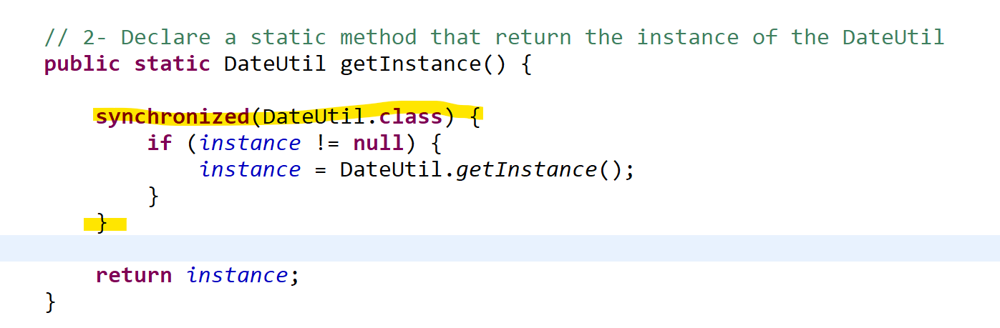 // 2- Declare a static method that return the instance of the DateUtil
public static DateUtil getInstance() {
synchronized(DateUtil.class) {
if (instance != null) {
instance = DateUtil.getInstance();
}
}
return instance;
}